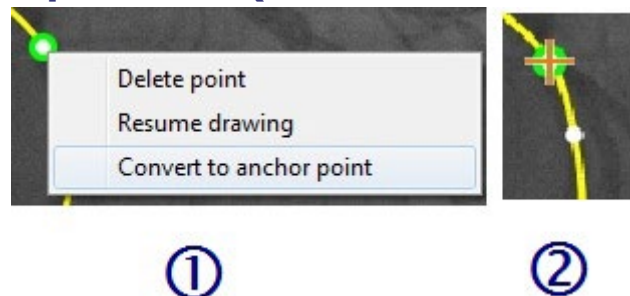 Delete point
Resume drawing
Convert to anchor point
① ②